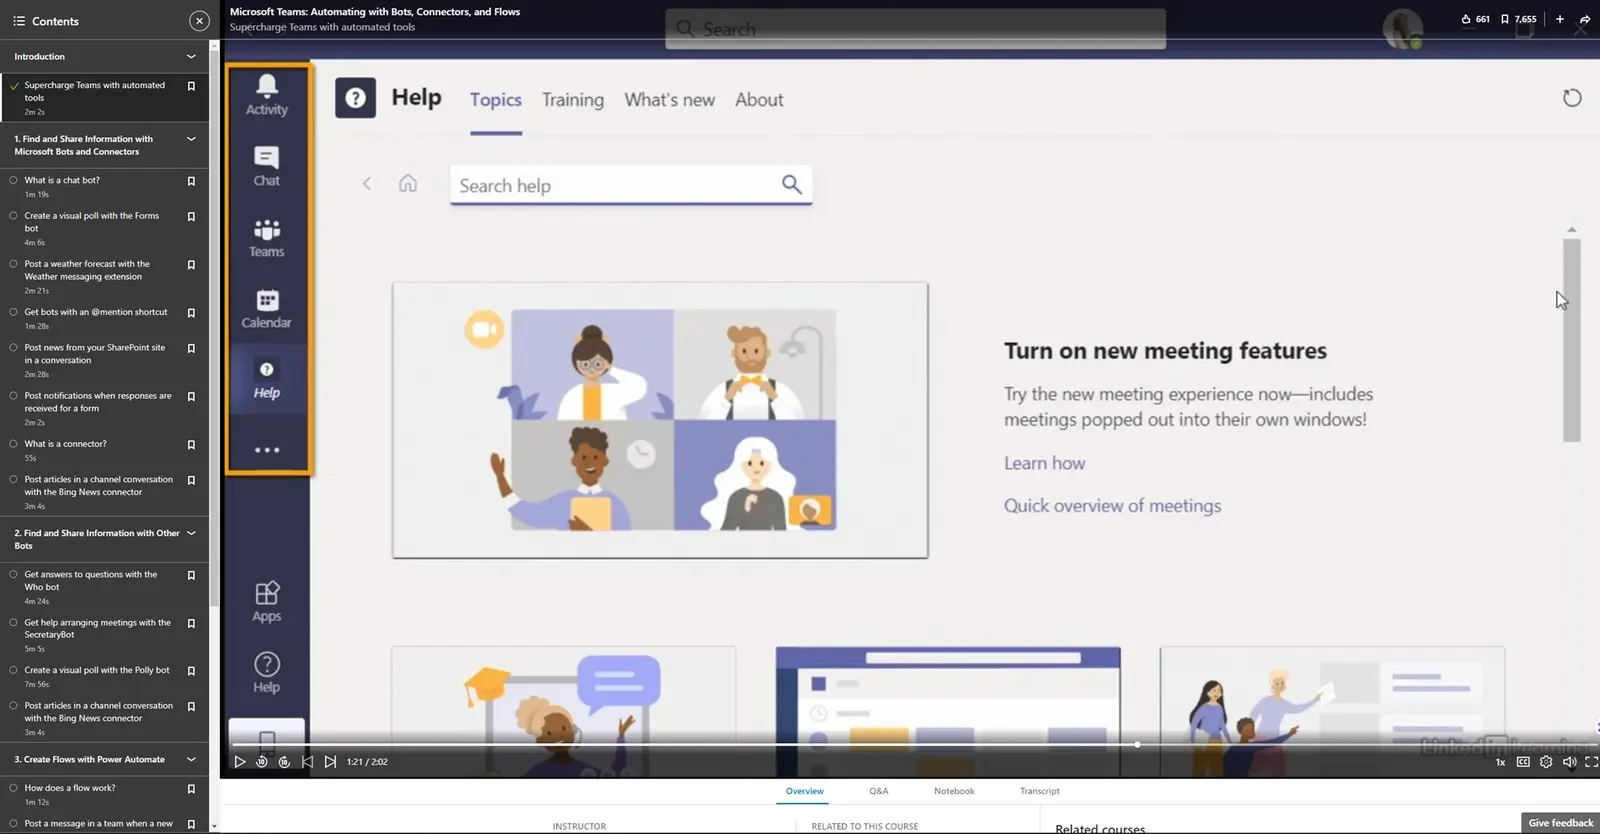 Contents
Introduction
Supercharge Teams with automated
tools
2m 2s
1. Find and Share Information with
Microsoft Bots and Connectors
What is a chat bot?
1m 19s
Create a visual poll with the Forms
bot
4m 6s
Post a weather forecast with the
Weather messaging extension
2m 21s
Get bots with an @mention shortcut
1m 28s
Post news from your SharePoint site
in a conversation
2m 28s
Post notifications when responses are
received for a form
2m 2s
What is a connector?
55s
Post articles in a channel conversation
with the Bing News connector
3m 4s
2. Find and Share Information with Other
Bots
Get answers to questions with the
Who bot
4m 24s
Get help arranging meetings with the
SecretaryBot
5m 5s
Create a visual poll with the Polly bot
7m 56s
Post articles in a channel conversation
with the Bing News connector
3m 4s
3. Create Flows with Power Automate
How does a flow work?
1m 12s
Post a message in a team when a new
Microsoft Teams: Automating with Bots, Connectors, and Flows
Supercharge Teams with automated tools
Search
661
7,655
Activity
Chat
Teams
Calendar
Help
Apps
Help
Help
Topics
Training
What's new
About
Search help
Turn on new meeting features
Try the new meeting experience now—includes
meetings popped out into their own windows!
Learn how
Quick overview of meetings
LinkedIn Learning
1:21 / 2:02
1x
CC
Overview
Q&A
Notebook
Transcript
INSTRUCTOR
RELATED TO THIS COURSE
Related courses
Give feedback